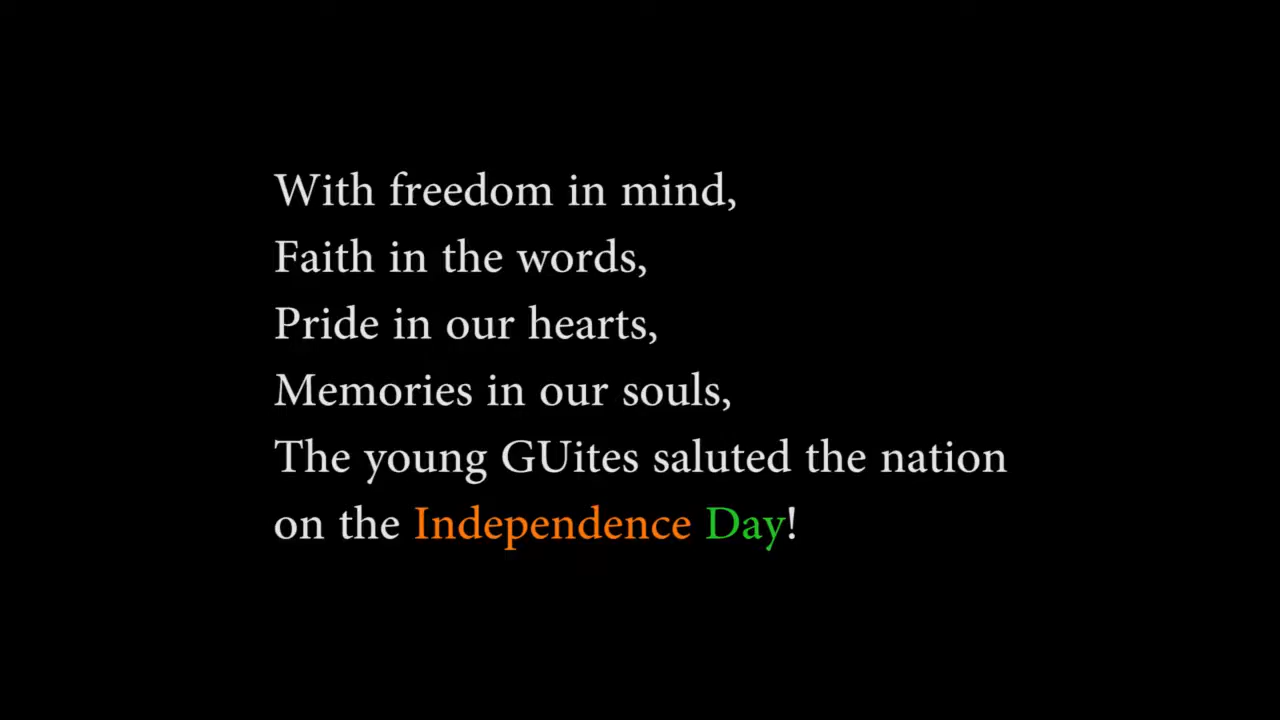 With freedom in mind,
Faith in the words,
Pride in our hearts,
Memories in our souls,
The young GUites saluted the nation
on the Independence Day!